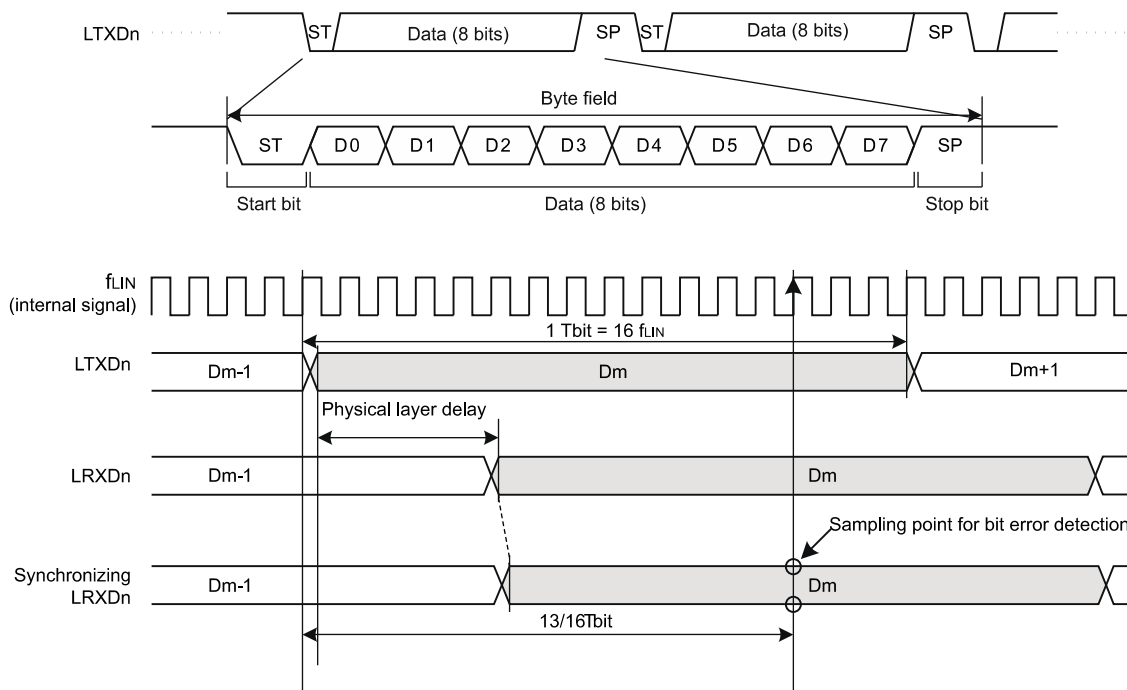 LTXDn ST Data (8 bits) SP ST Data (8 bits) SP
Byte field
ST D0 D1 D2 D3 D4 D5 D6 D7 SP
Start bit Data (8 bits) Stop bit
fLIN
(internal signal)
1 Tbit = 16 fLIN
LTXDn Dm-1 Dm Dm+1
Physical layer delay
LRXDn Dm-1 Dm
Sampling point for bit error detection
Synchronizing
LRXDn Dm-1 Dm
13/16Tbit